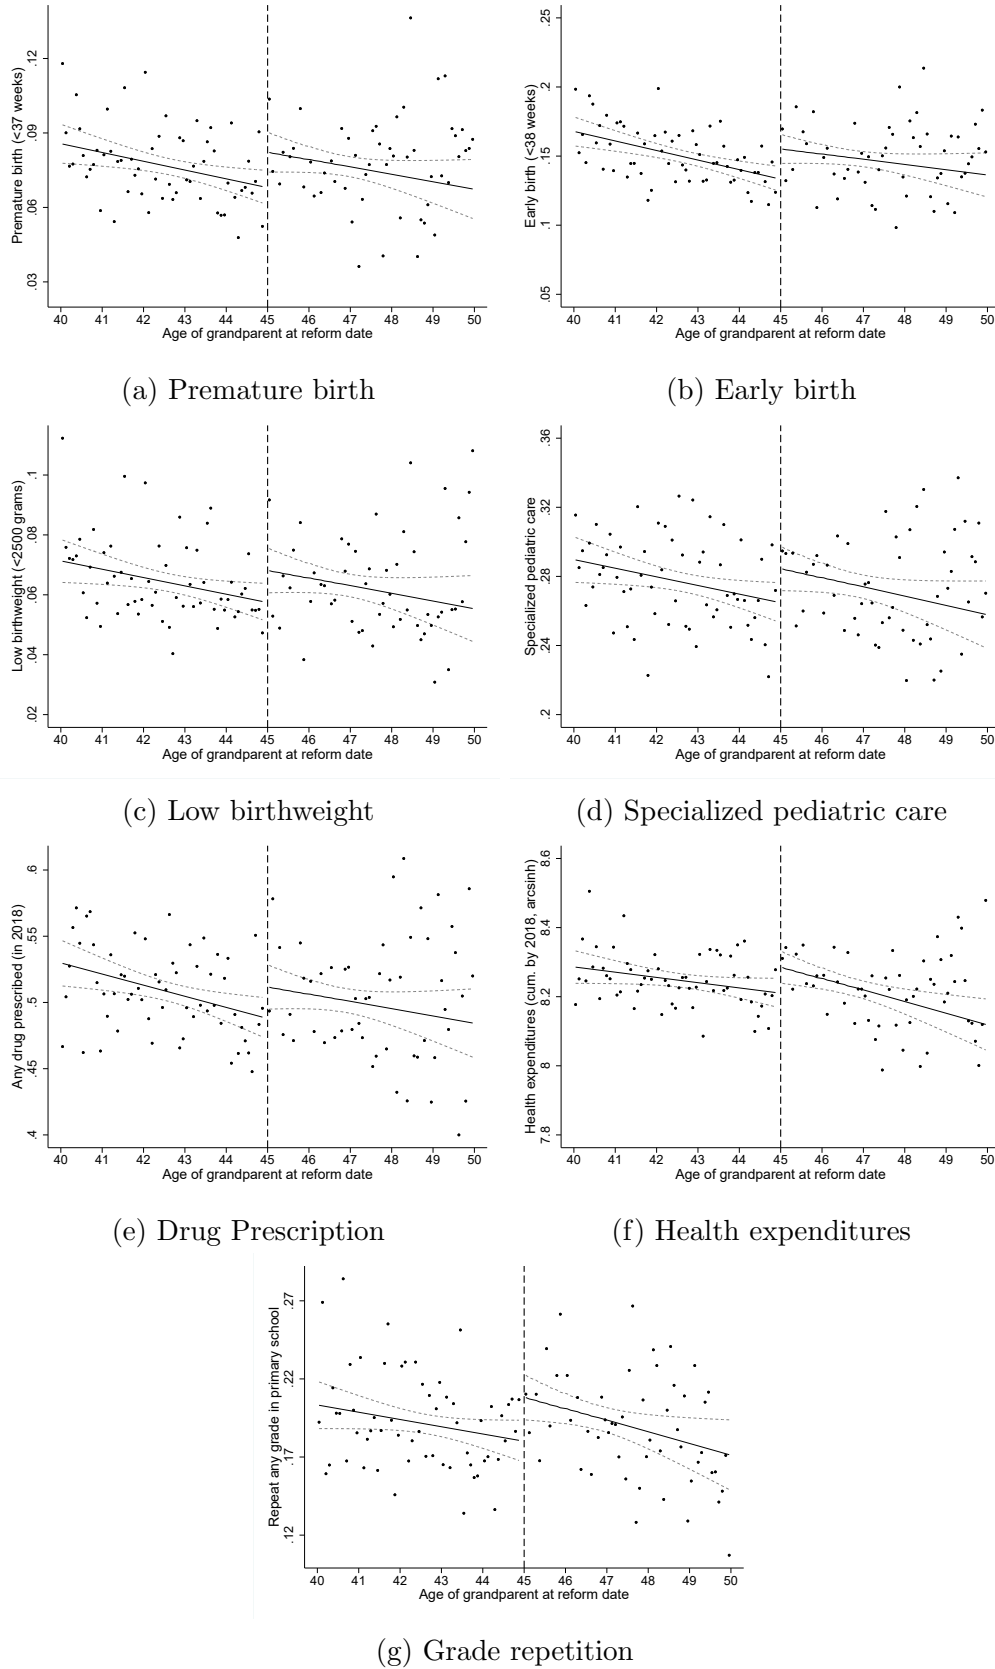 Premature birth (<37 weeks)
.12
.09
.06
.03
40 41 42 43 44 45 46 47 48 49 50
Age of grandparent at reform date
(a) Premature birth
Early birth (<38 weeks)
.25
.2
.15
.1
.05
40 41 42 43 44 45 46 47 48 49 50
Age of grandparent at reform date
(b) Early birth
Low birthweight (<2500 grams)
.1
.08
.06
.04
.02
40 41 42 43 44 45 46 47 48 49 50
Age of grandparent at reform date
(c) Low birthweight
Specialized pediatric care
.36
.32
.28
.24
.2
40 41 42 43 44 45 46 47 48 49 50
Age of grandparent at reform date
(d) Specialized pediatric care
Any drug prescribed (in 2018)
.6
.55
.5
.45
.4
40 41 42 43 44 45 46 47 48 49 50
Age of grandparent at reform date
(e) Drug Prescription
Health expenditures (cum. by 2018, arcsinh)
8.6
8.4
8.2
8
7.8
40 41 42 43 44 45 46 47 48 49 50
Age of grandparent at reform date
(f) Health expenditures
Repeat any grade in primary school
.27
.22
.17
.12
40 41 42 43 44 45 46 47 48 49 50
Age of grandparent at reform date
(g) Grade repetition